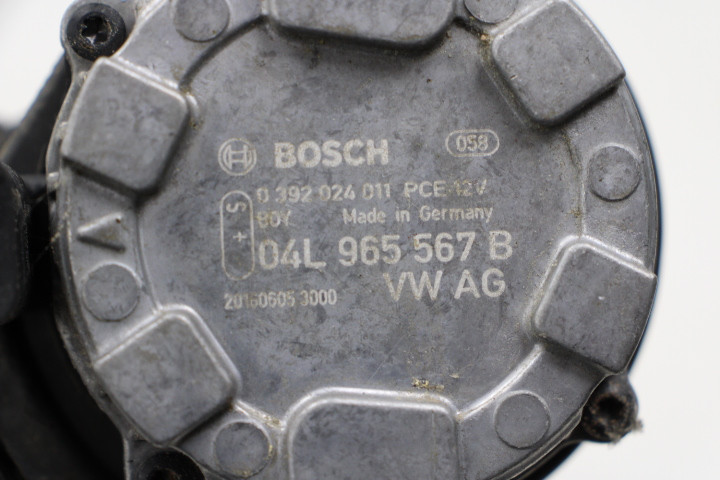 BOSCH 058
0 392 024 011 PCE-12V
80Y Made in Germany
S +
04L 965 567 B
20160605 3000 VW AG